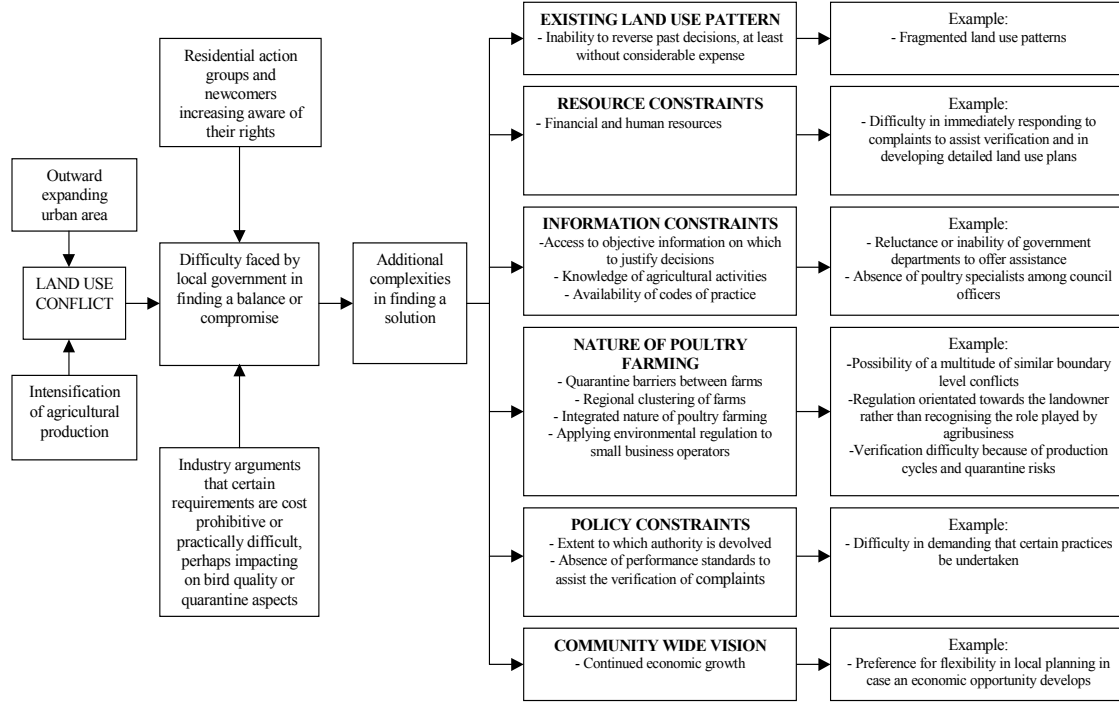 Outward
expanding
urban area
LAND USE
CONFLICT
Intensification
of agricultural
production
Residential action
groups and
newcomers
increasing aware of
their rights
Difficulty faced by
local government in
finding a balance or
compromise
Industry arguments
that certain
requirements are cost
prohibitive or
practically difficult,
perhaps impacting
on bird quality or
quarantine aspects
Additional
complexities
in finding a
solution
EXISTING LAND USE PATTERN
- Inability to reverse past decisions, at least
without considerable expense
Example:
- Fragmented land use patterns
RESOURCE CONSTRAINTS
- Financial and human resources
Example:
- Difficulty in immediately responding to
complaints to assist verification and in
developing detailed land use plans
INFORMATION CONSTRAINTS
-Access to objective information on which
to justify decisions
- Knowledge of agricultural activities
- Availability of codes of practice
Example:
- Reluctance or inability of government
departments to offer assistance
- Absence of poultry specialists among council
officers
NATURE OF POULTRY
FARMING
- Quarantine barriers between farms
- Regional clustering of farms
- Integrated nature of poultry farming
- Applying environmental regulation to
small business operators
Example:
-Possibility of a multitude of similar boundary
level conflicts
-Regulation orientated towards the landowner
rather than recognising the role played by
agribusiness
-Verification difficulty because of production
cycles and quarantine risks
POLICY CONSTRAINTS
- Extent to which authority is devolved
- Absence of performance standards to
assist the verification of complaints
Example:
- Difficulty in demanding that certain practices
be undertaken
COMMUNITY WIDE VISION
- Continued economic growth
Example:
- Preference for flexibility in local planning in
case an economic opportunity develops